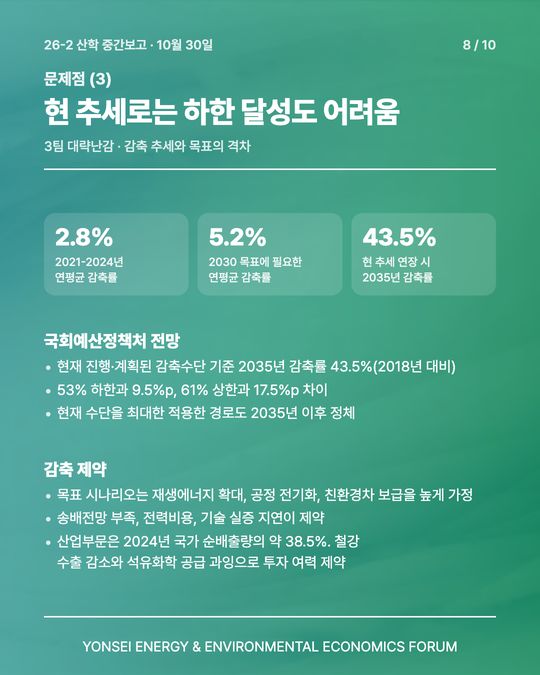 26-2 산학 중간보고 · 10월 30일
8 / 10
문제점 (3)
현 추세로는 하한 달성도 어려움
3팀 대략난감 · 감축 추세와 목표의 격차
2.8%
2021-2024년
연평균 감축률
5.2%
2030 목표에 필요한
연평균 감축률
43.5%
현 추세 연장 시
2035년 감축률
국회예산정책처 전망
• 현재 진행·계획된 감축수단 기준 2035년 감축률 43.5%(2018년 대비)
• 53% 하한과 9.5%p, 61% 상한과 17.5%p 차이
• 현재 수단을 최대한 적용한 경로도 2035년 이후 정체
감축 제약
• 목표 시나리오는 재생에너지 확대, 공정 전기화, 친환경차 보급을 높게 가정
• 송배전망 부족, 전력비용, 기술 실증 지연이 제약
• 산업부문은 2024년 국가 순배출량의 약 38.5%. 철강
수출 감소와 석유화학 공급 과잉으로 투자 여력 제약
YONSEI ENERGY & ENVIRONMENTAL ECONOMICS FORUM